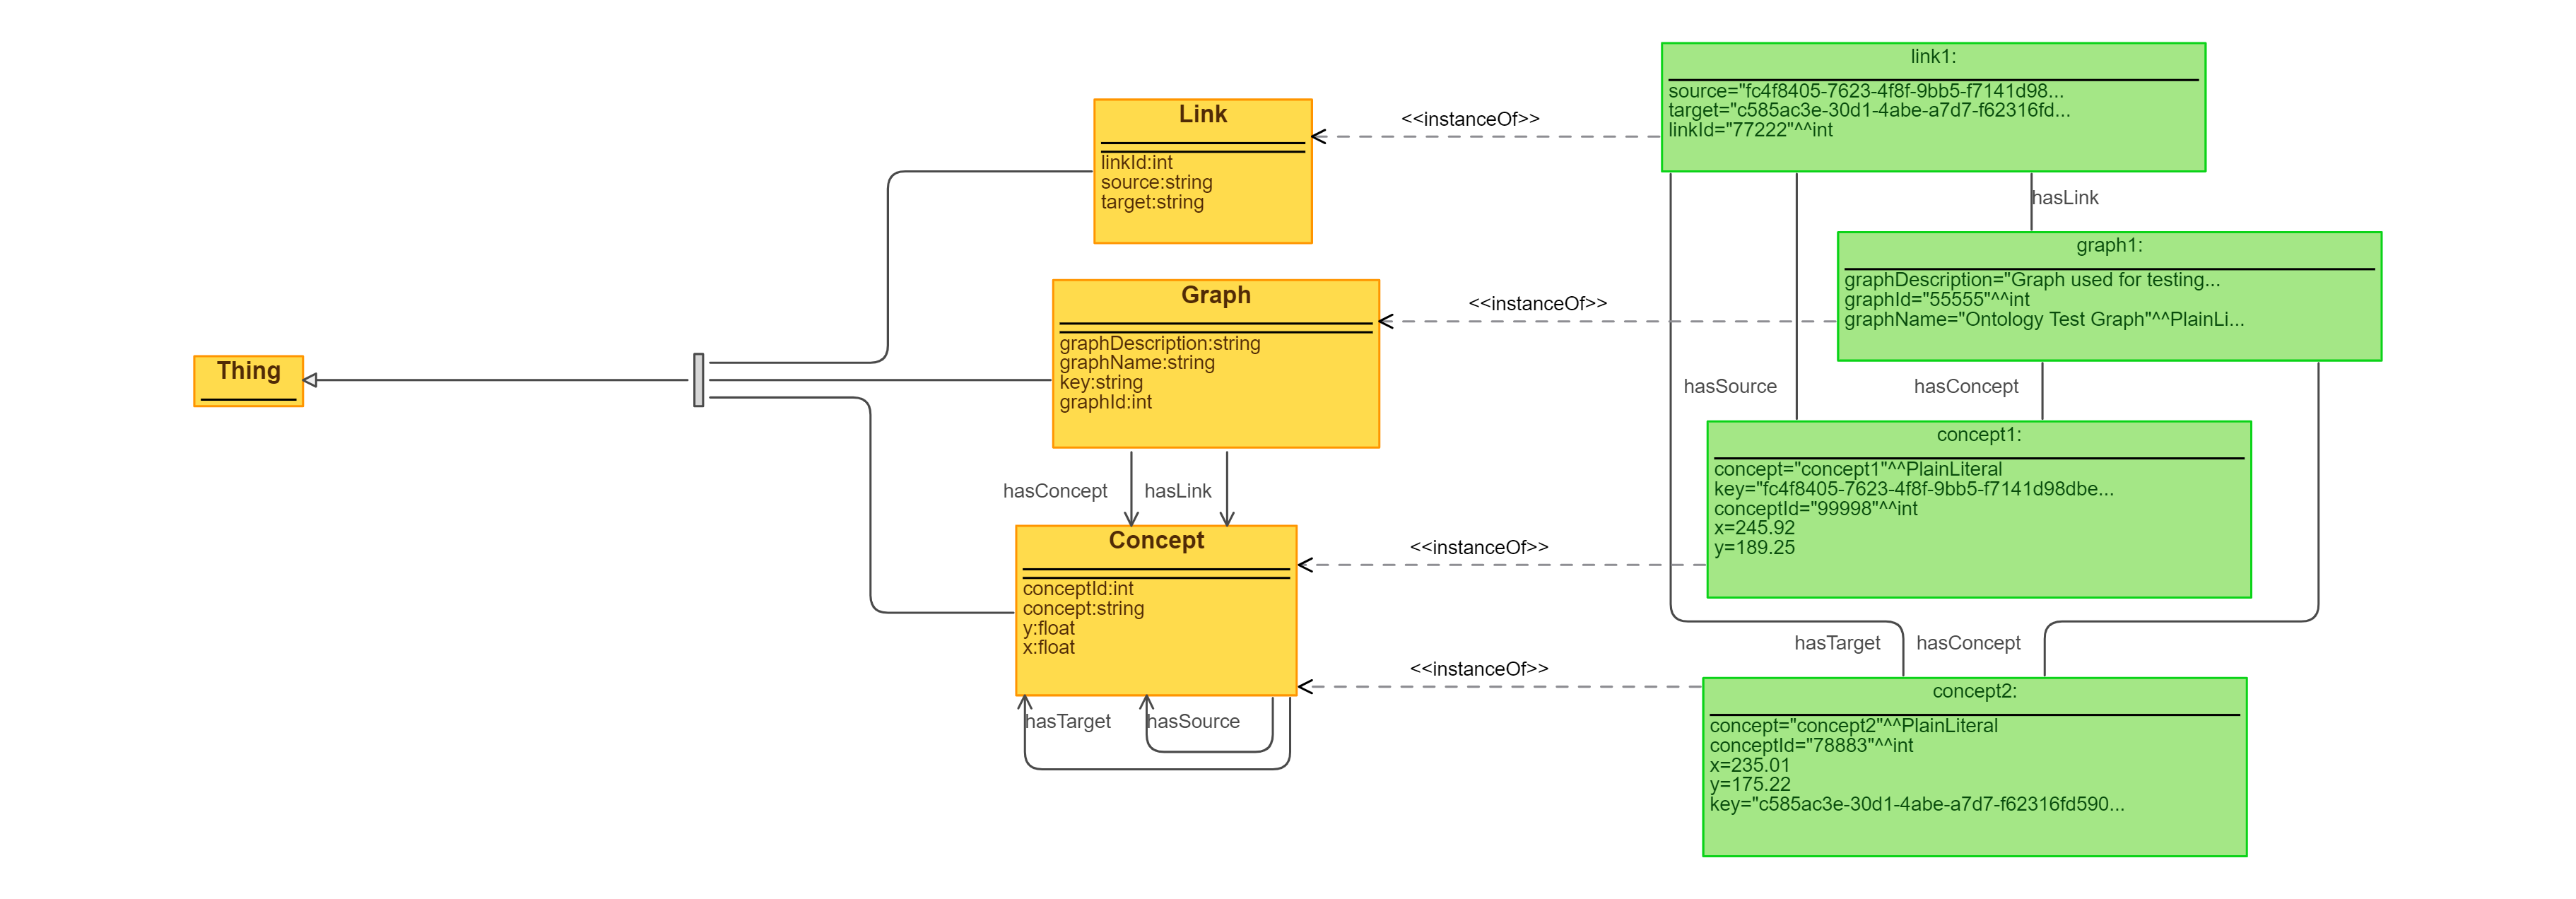 Thing
Link
linkId:int
source:string
target:string
Graph
graphDescription:string
graphName:string
key:string
graphId:int
hasConcept
hasLink
Concept
conceptId:int
concept:string
y:float
x:float
hasTarget
hasSource
<<instanceOf>>
<<instanceOf>>
<<instanceOf>>
<<instanceOf>>
link1:
source="fc4f8405-7623-4f8f-9bb5-f7141d98...
target="c585ac3e-30d1-4abe-a7d7-f62316fd...
linkId="77222"^^int
hasLink
graph1:
graphDescription="Graph used for testing...
graphId="55555"^^int
graphName="Ontology Test Graph"^^PlainLi...
hasSource
hasConcept
concept1:
concept="concept1"^^PlainLiteral
key="fc4f8405-7623-4f8f-9bb5-f7141d98dbe...
conceptId="99998"^^int
x=245.92
y=189.25
hasTarget
hasConcept
concept2:
concept="concept2"^^PlainLiteral
conceptId="78883"^^int
x=235.01
y=175.22
key="c585ac3e-30d1-4abe-a7d7-f62316fd590...